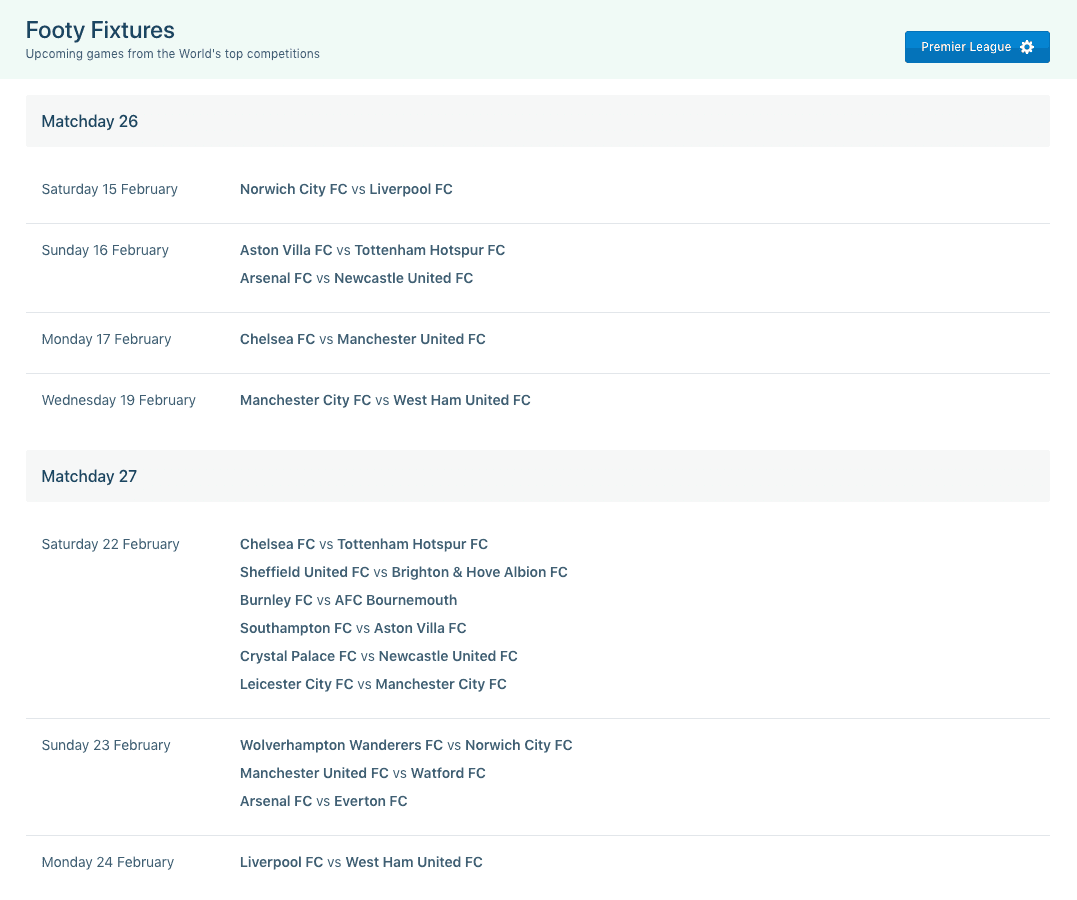 Footy Fixtures
Upcoming games from the World's top competitions
Premier League
Matchday 26
Saturday 15 February Norwich City FC vs Liverpool FC
Sunday 16 February Aston Villa FC vs Tottenham Hotspur FC
Arsenal FC vs Newcastle United FC
Monday 17 February Chelsea FC vs Manchester United FC
Wednesday 19 February Manchester City FC vs West Ham United FC
Matchday 27
Saturday 22 February Chelsea FC vs Tottenham Hotspur FC
Sheffield United FC vs Brighton & Hove Albion FC
Burnley FC vs AFC Bournemouth
Southampton FC vs Aston Villa FC
Crystal Palace FC vs Newcastle United FC
Leicester City FC vs Manchester City FC
Sunday 23 February Wolverhampton Wanderers FC vs Norwich City FC
Manchester United FC vs Watford FC
Arsenal FC vs Everton FC
Monday 24 February Liverpool FC vs West Ham United FC